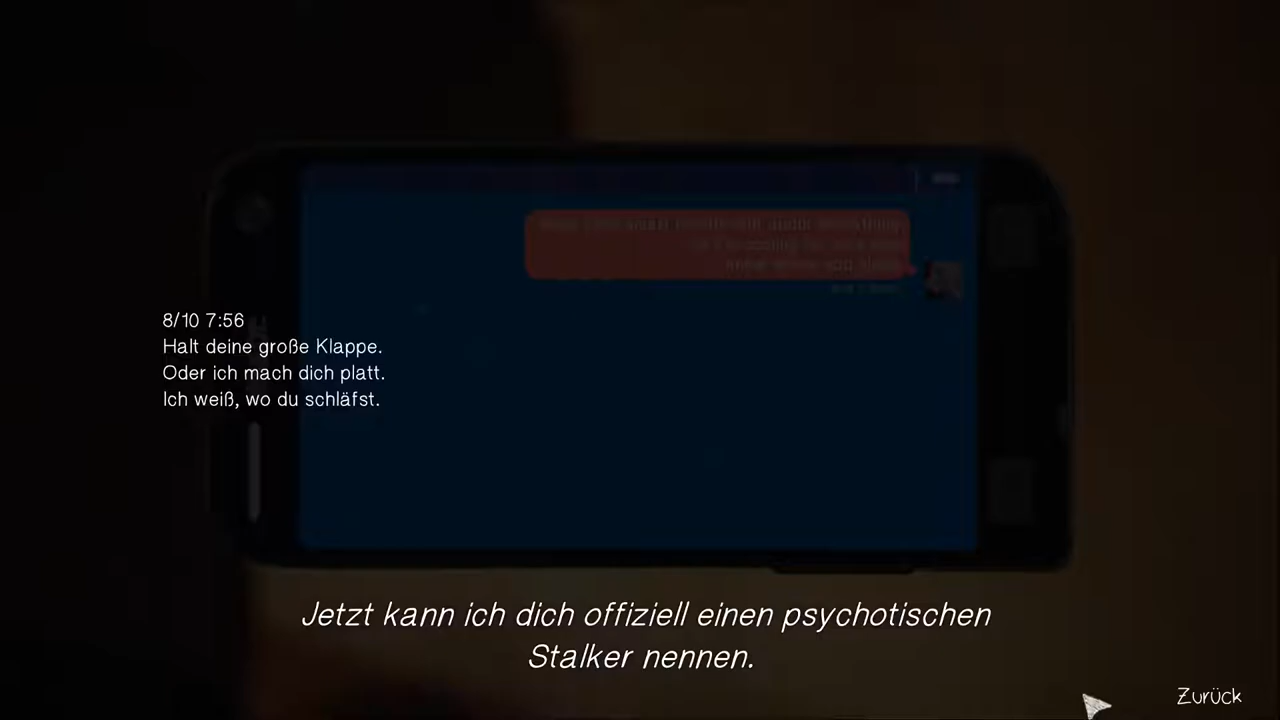 8/10 7:56
Halt deine große Klappe.
Oder ich mach dich platt.
Ich weiß, wo du schläfst.
Jetzt kann ich dich offiziell einen psychotischen
Stalker nennen.
Zurück